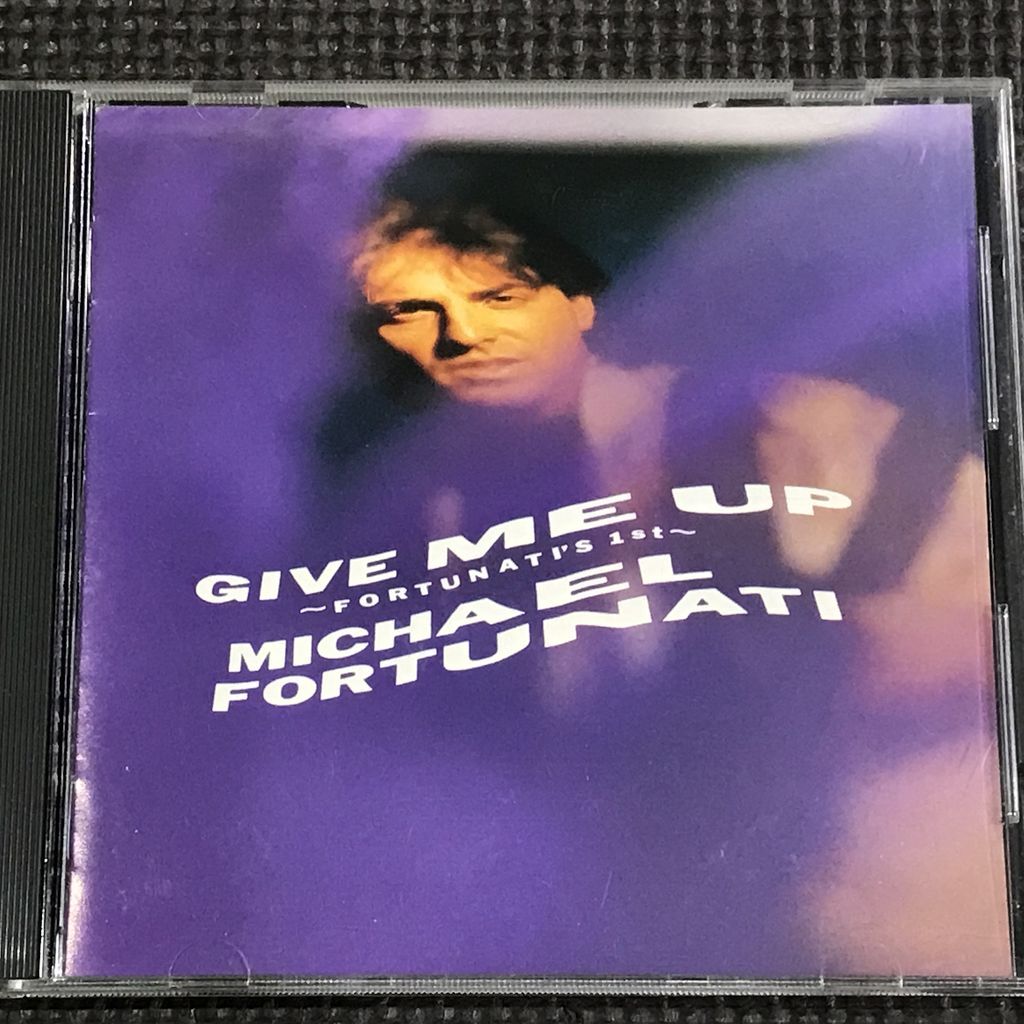 GIVE ME UP
~FORTUNATI'S 1st~
MICHAEL
FORTUNATI